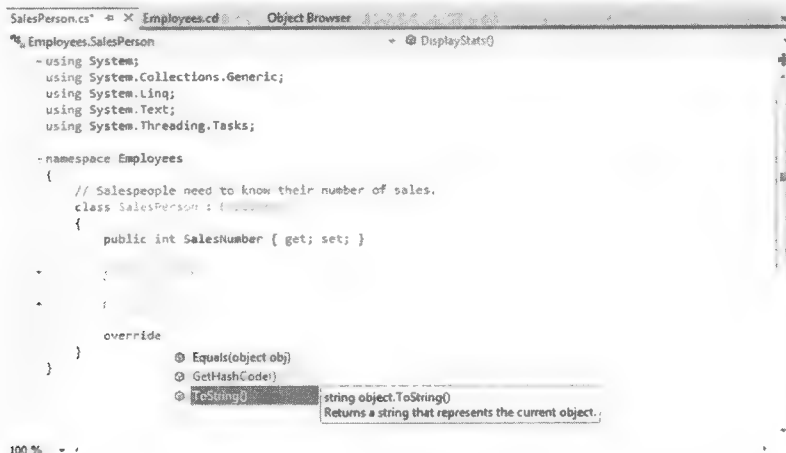 SalesPerson.cs* Employees.cd Object Browser
Employees.SalesPerson DisplayStats()
using System;
using System.Collections.Generic;
using System.Linq;
using System.Text;
using System.Threading.Tasks;
namespace Employees
{
// Salespeople need to know their number of sales.
class SalesPerson :
{
public int SalesNumber { get; set; }
override
}
}
Equals(object obj)
GetHashCode()
ToString()
string object.ToString()
Returns a string that represents the current object.
100 %